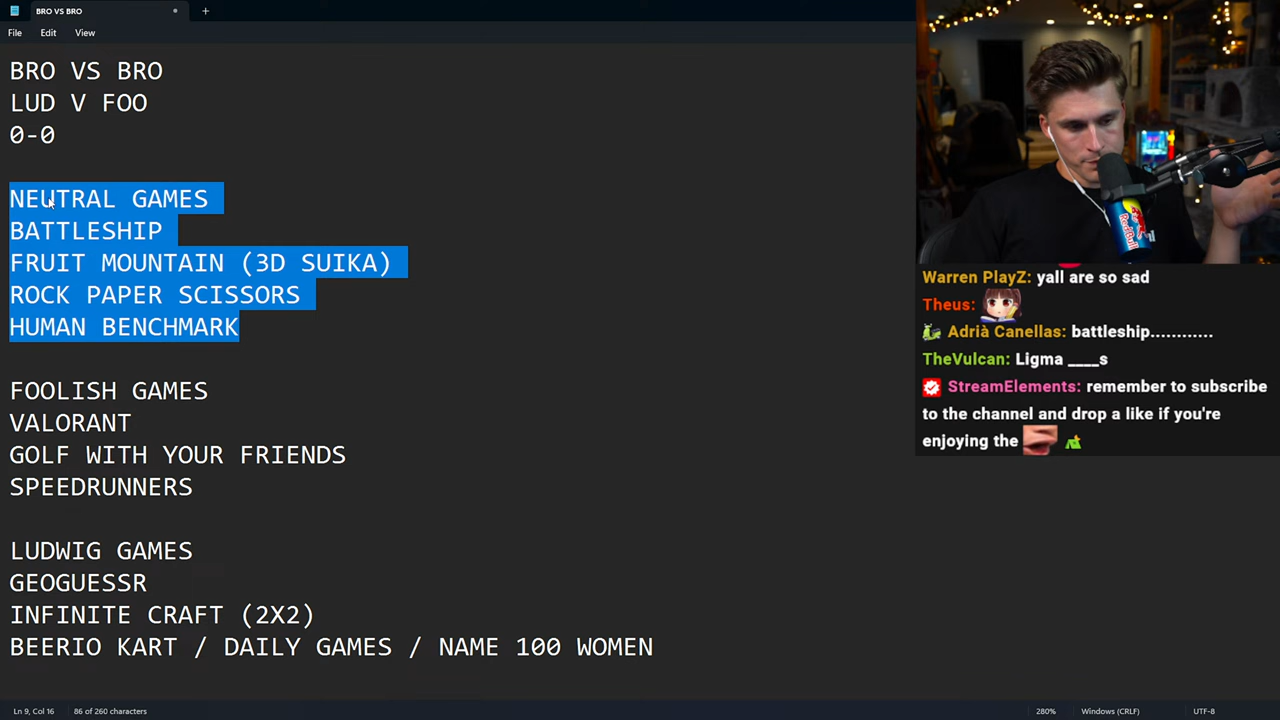 BRO VS BRO
File Edit View
BRO VS BRO
LUD V FOO
0-0
NEUTRAL GAMES
BATTLESHIP
FRUIT MOUNTAIN (3D SUIKA)
ROCK PAPER SCISSORS
HUMAN BENCHMARK
FOOLISH GAMES
VALORANT
GOLF WITH YOUR FRIENDS
SPEEDRUNNERS
LUDWIG GAMES
GEOGUESSR
INFINITE CRAFT (2X2)
BEERIO KART / DAILY GAMES / NAME 100 WOMEN
Ln 9, Col 16 86 of 260 characters 280% Windows (CRLF) UTF-8
RedBull
Warren PlayZ: yall are so sad
Theus:
Adrià Canellas: battleship............
TheVulcan: Ligma ____s
StreamElements: remember to subscribe
to the channel and drop a like if you're
enjoying the